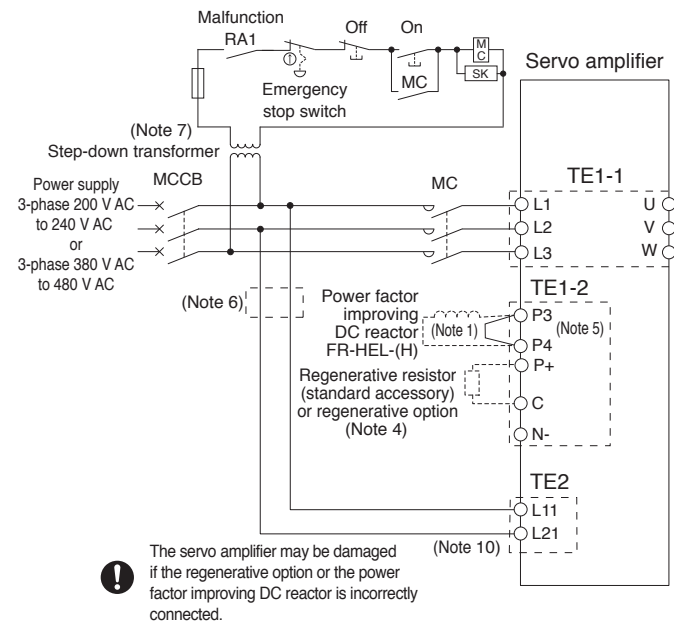 Malfunction
RA1
Off
On
MC
SK
MC
Emergency
stop switch
Servo amplifier
(Note 7)
Step-down transformer
Power supply
3-phase 200 V AC
to 240 V AC
or
3-phase 380 V AC
to 480 V AC
MCCB
MC
TE1-1
L1
L2
L3
U
V
W
(Note 6)
Power factor
improving
DC reactor
FR-HEL-(H)
(Note 1)
TE1-2
P3
(Note 5)
P4
P+
Regenerative resistor
(standard accessory)
or regenerative option
(Note 4)
C
N-
TE2
L11
L21
(Note 10)
The servo amplifier may be damaged
if the regenerative option or the power
factor improving DC reactor is incorrectly
connected.